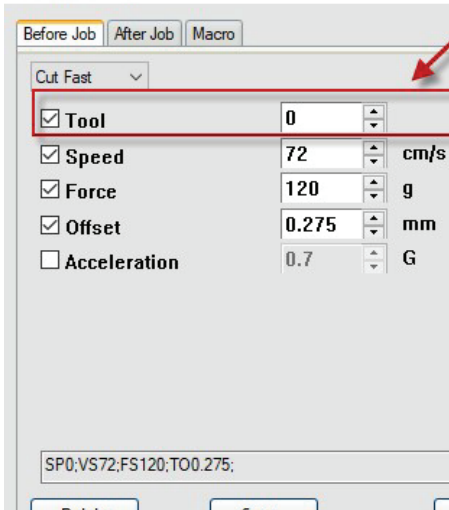 Before Job After Job Macro
Cut Fast
Tool 0
Speed 72 cm/s
Force 120 g
Offset 0.275 mm
Acceleration 0.7 G
SP0;VS72;FS120;TO0.275;